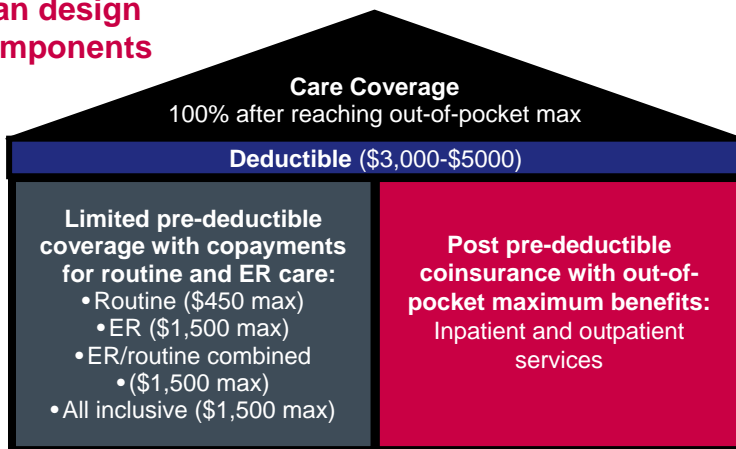 an design
mponents
Care Coverage
100% after reaching out-of-pocket max
Deductible ($3,000-$5000)
Limited pre-deductible
coverage with copayments
for routine and ER care:
•Routine ($450 max)
•ER ($1,500 max)
•ER/routine combined
•($1,500 max)
•All inclusive ($1,500 max)
Post pre-deductible
coinsurance with out-of-
pocket maximum benefits:
Inpatient and outpatient
services